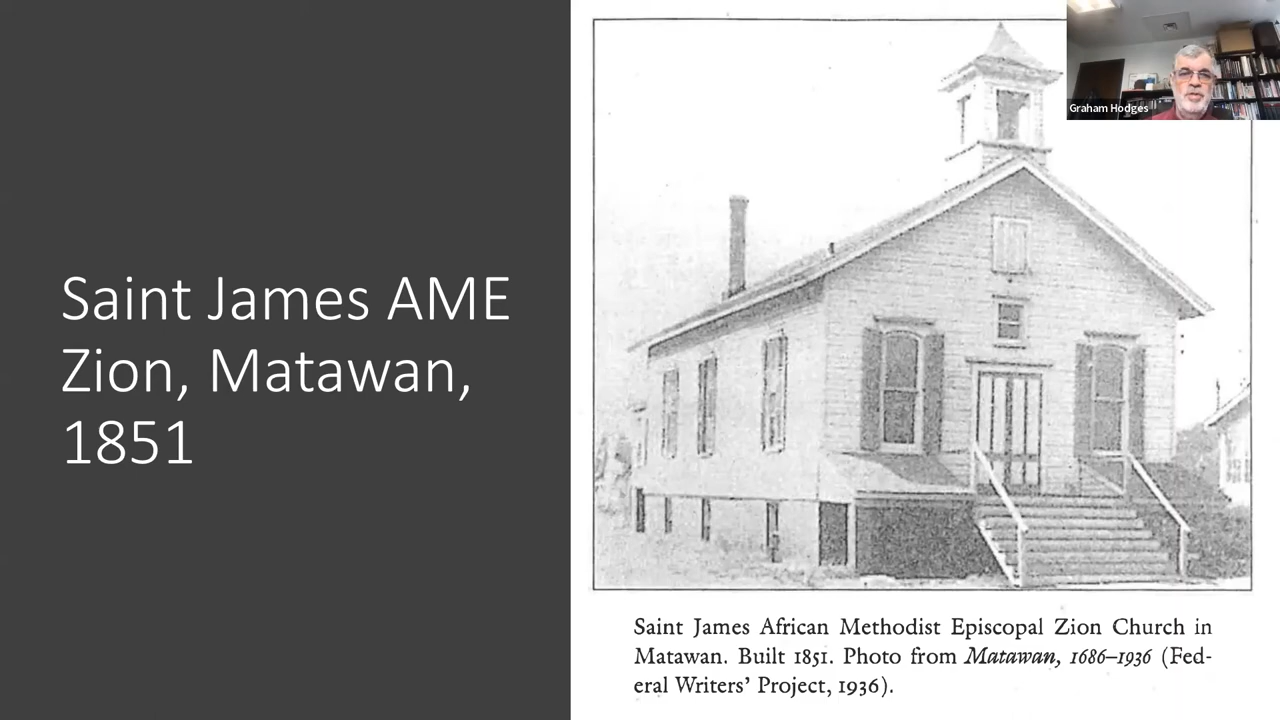 Saint James AME
Zion, Matawan,
1851
Graham Hodges
Saint James African Methodist Episcopal Zion Church in
Matawan. Built 1851. Photo from Matawan, 1686–1936 (Fed-
eral Writers’ Project, 1936).